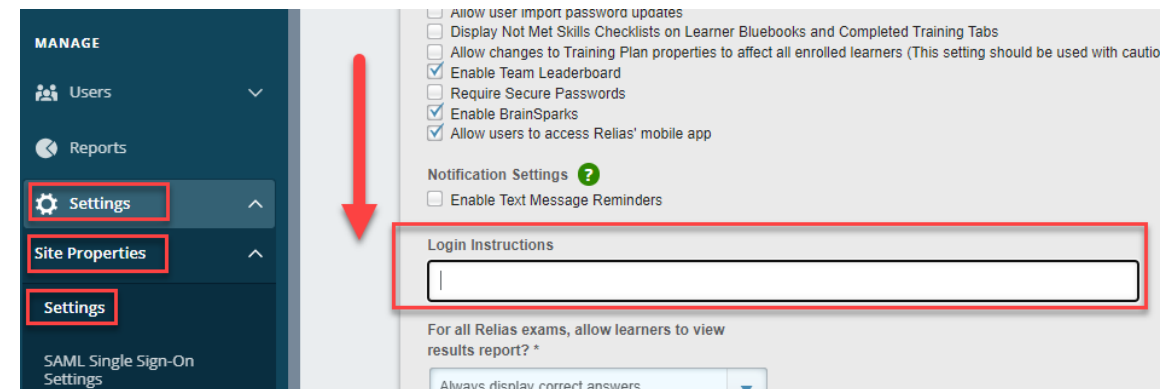 MANAGE
Users
Reports
Settings
Site Properties
Settings
SAML Single Sign-On
Settings
Allow user import password updates
Display Not Met Skills Checklists on Learner Bluebooks and Completed Training Tabs
Allow changes to Training Plan properties to affect all enrolled learners (This setting should be used with cautio
Enable Team Leaderboard
Require Secure Passwords
Enable BrainSparks
Allow users to access Relias' mobile app
Notification Settings ?
Enable Text Message Reminders
Login Instructions
For all Relias exams, allow learners to view
results report? *
Always display correct answers